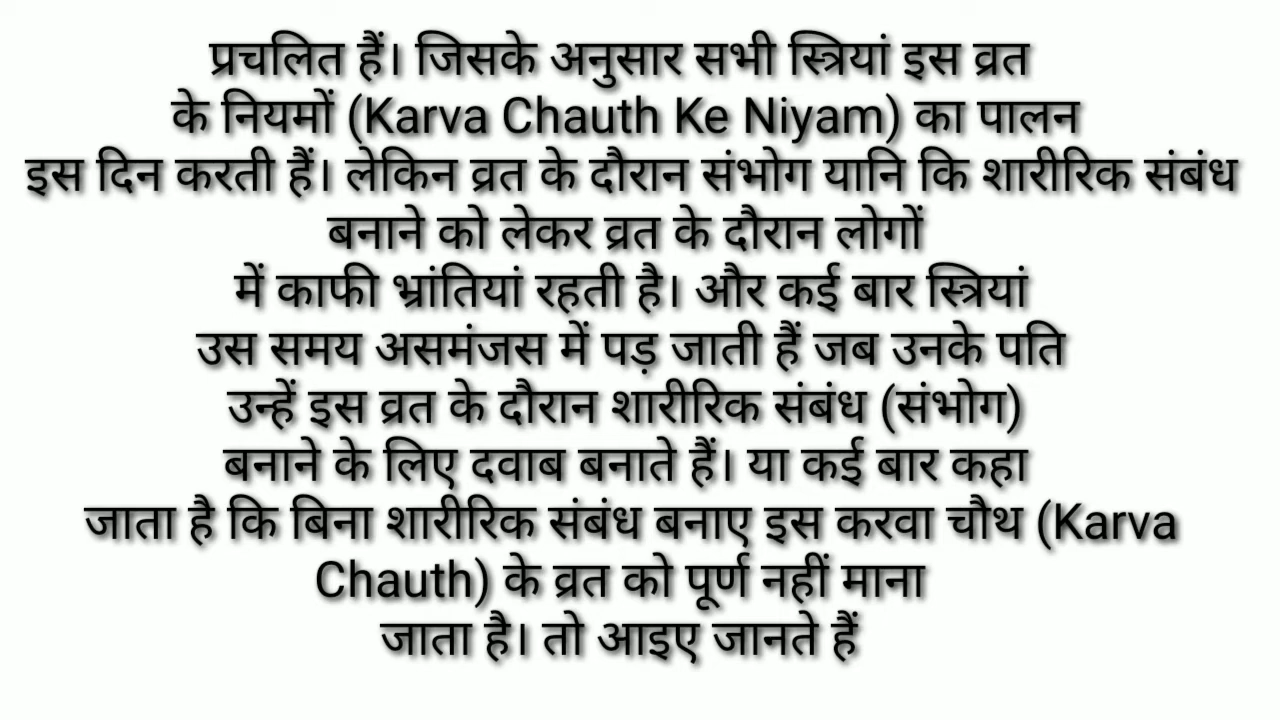 प्रचलित हैं। जिसके अनुसार सभी स्त्रियां इस व्रत
के नियमों (Karva Chauth Ke Niyam) का पालन
इस दिन करती हैं। लेकिन व्रत के दौरान संभोग यानि कि शारीरिक संबंध
बनाने को लेकर व्रत के दौरान लोगों
में काफी भ्रांतियां रहती है। और कई बार स्त्रियां
उस समय असमंजस में पड़ जाती हैं जब उनके पति
उन्हें इस व्रत के दौरान शारीरिक संबंध (संभोग)
बनाने के लिए दवाब बनाते हैं। या कई बार कहा
जाता है कि बिना शारीरिक संबंध बनाए इस करवा चौथ (Karva
Chauth) के व्रत को पूर्ण नहीं माना
जाता है। तो आइए जानते हैं